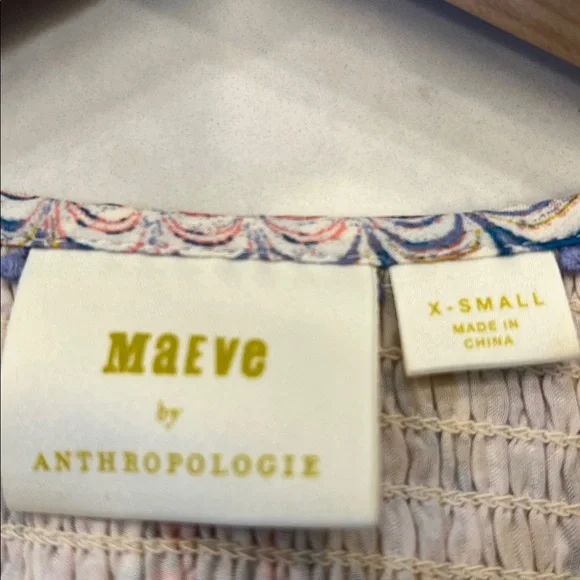 MaEve
by
ANTHROPOLOGIE
X-SMALL
MADE IN
CHINA